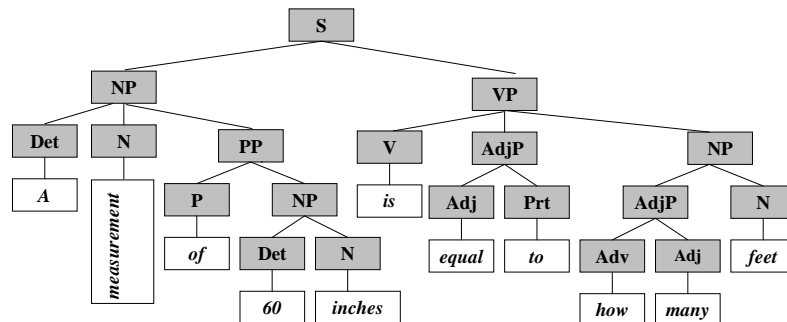 S
NP VP
Det N PP V AdjP NP
A measurement P NP is Adj Prt AdjP N
of Det N equal to Adv Adj feet
60 inches how many